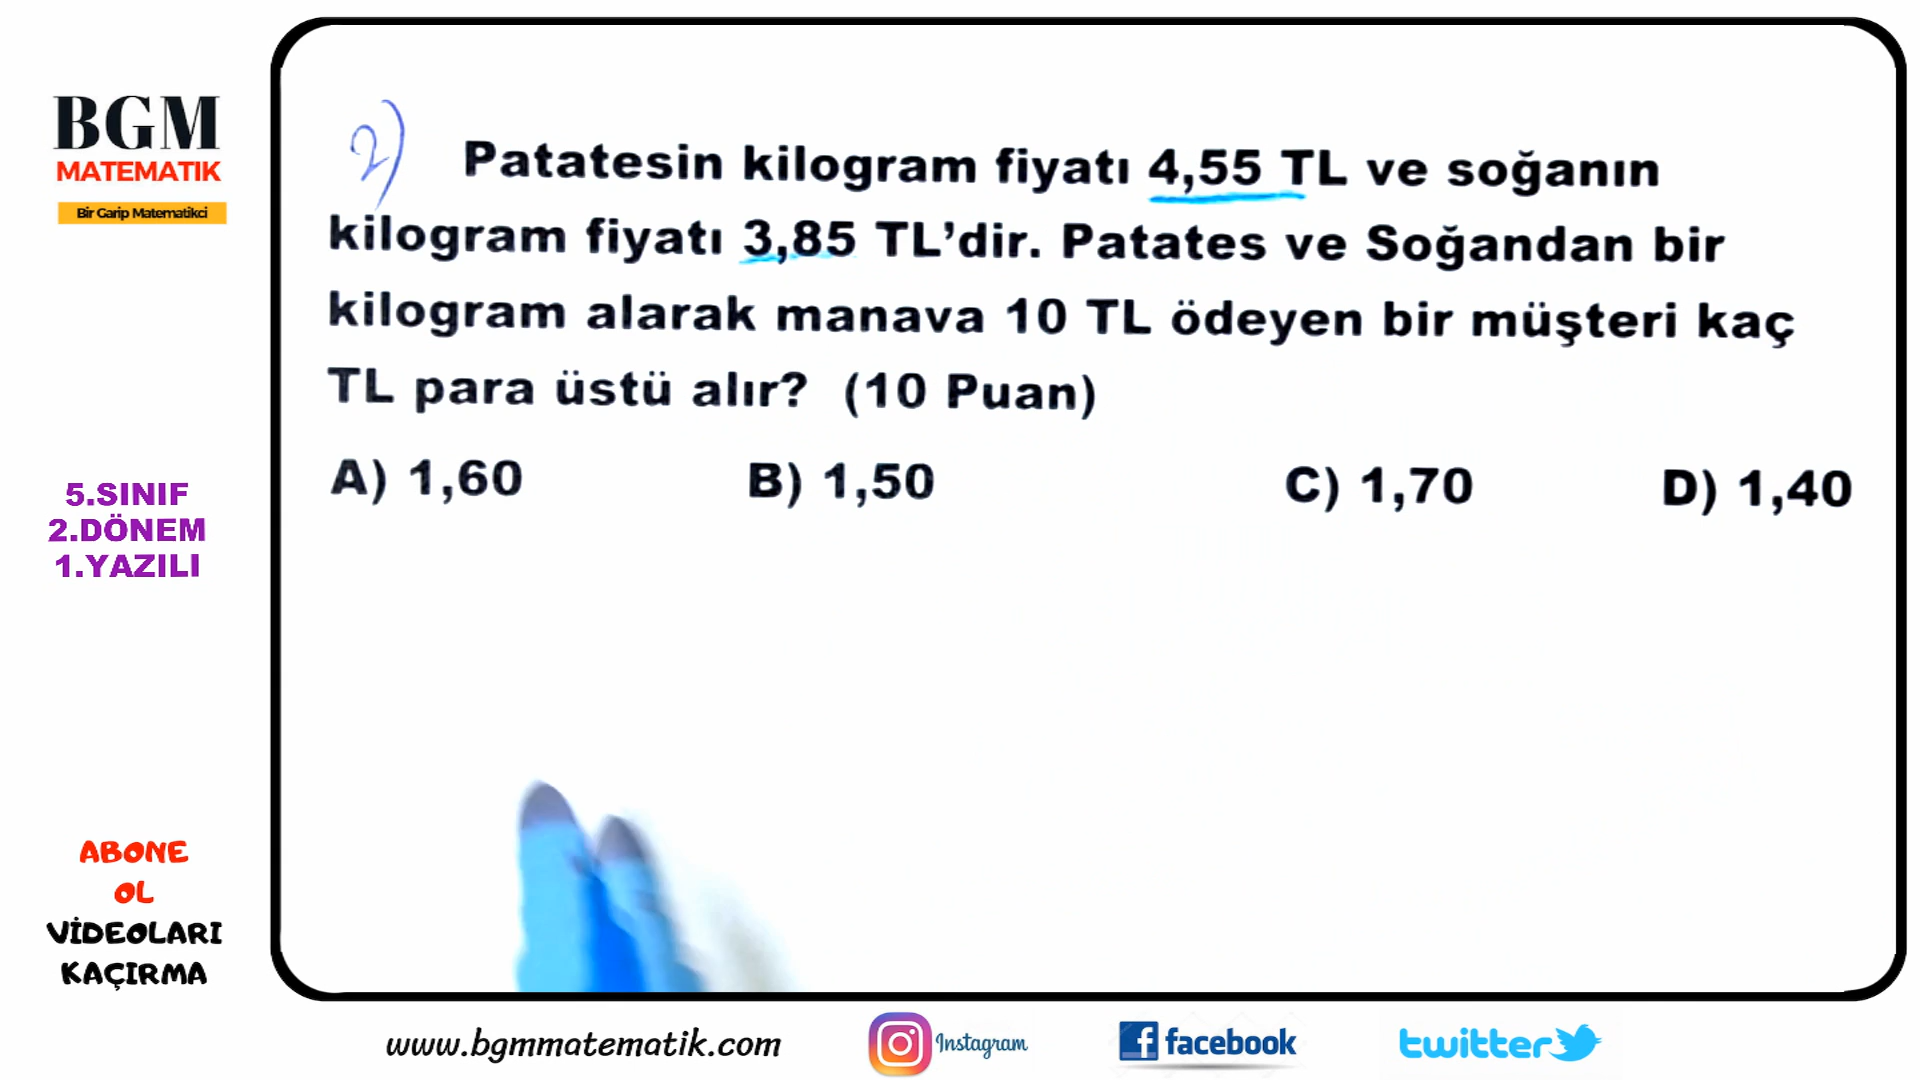 BGM
MATEMATIK
Bir Garip Matematikci
5.SINIF
2.DÖNEM
1.YAZILI
ABONE
OL
VİDEOLARI
KAÇIRMA
2)
Patatesin kilogram fiyatı 4,55 TL ve soğanın
kilogram fiyatı 3,85 TL’dir. Patates ve Soğandan bir
kilogram alarak manava 10 TL ödeyen bir müşteri kaç
TL para üstü alır? (10 Puan)
A) 1,60 B) 1,50 C) 1,70 D) 1,40
www.bgmmatematik.com Instagram facebook twitter